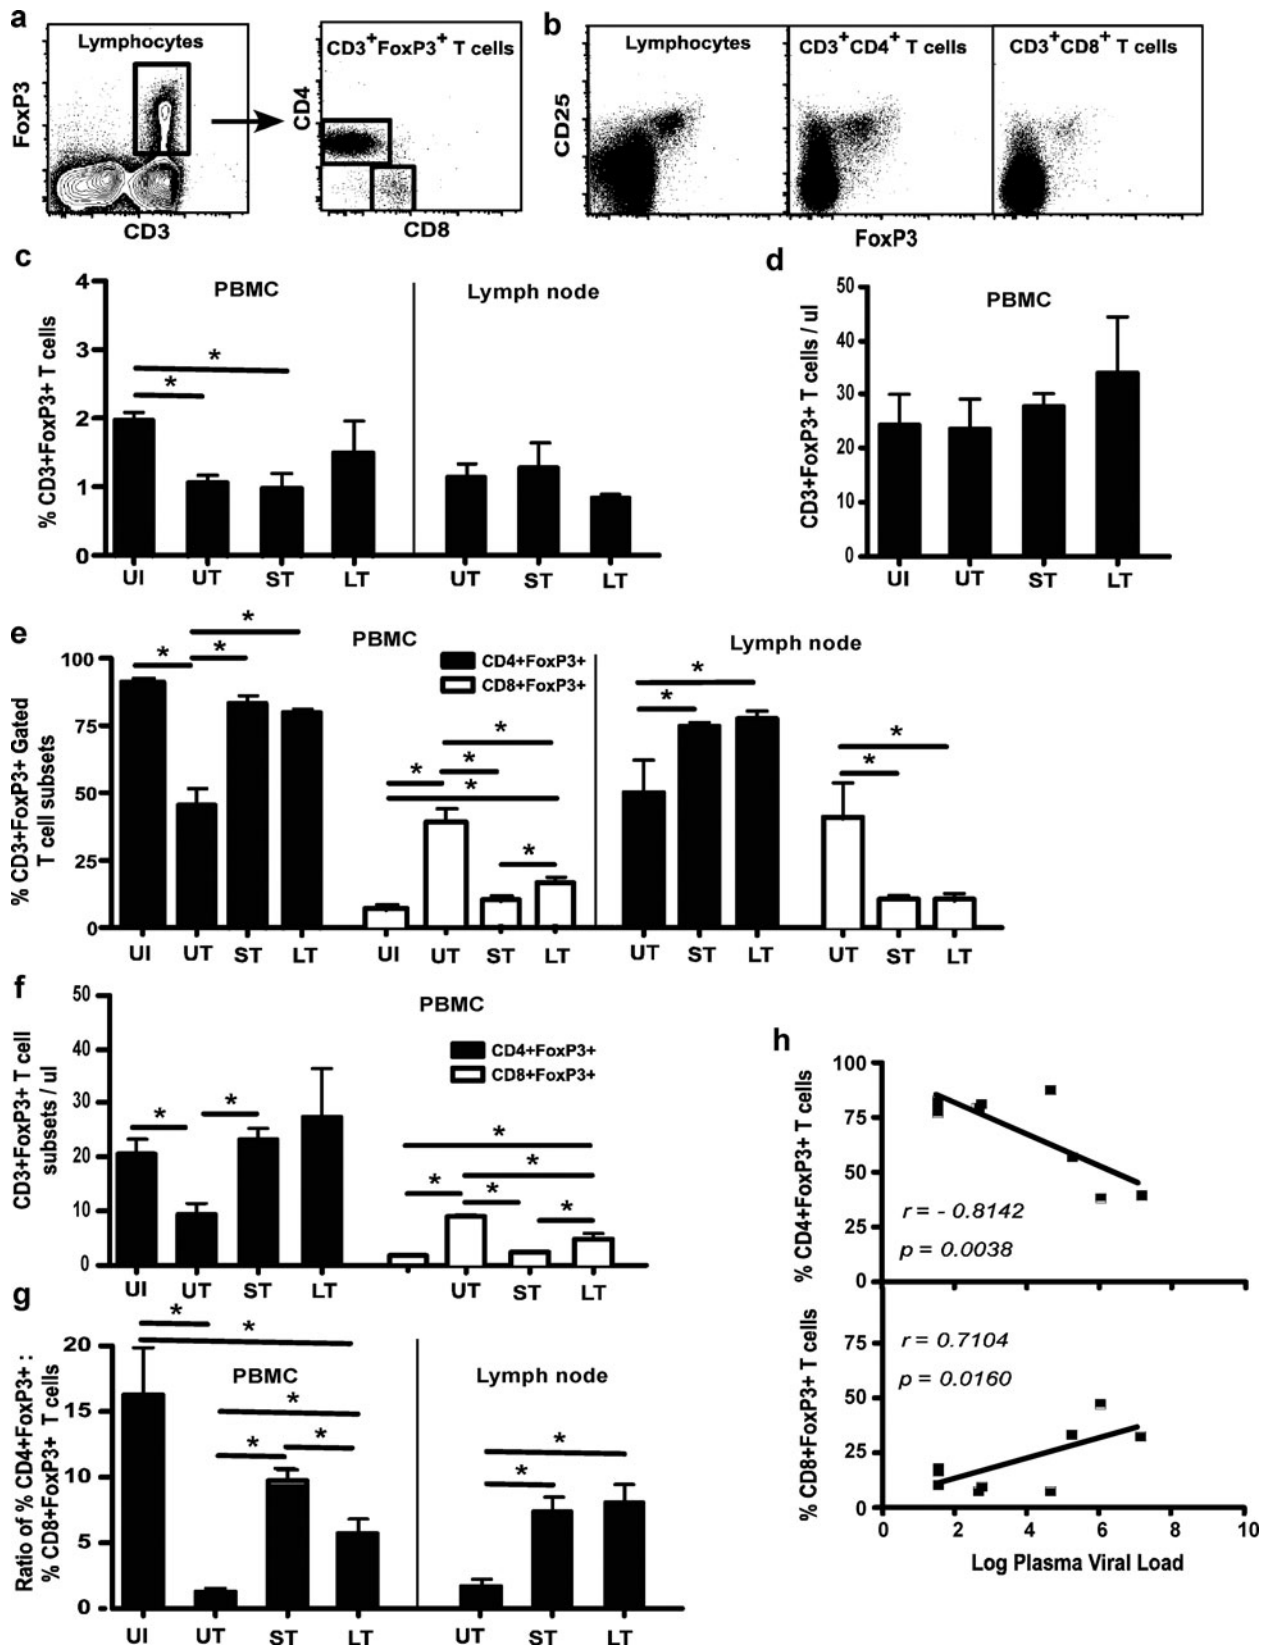 a
Lymphocytes
FoxP3
CD3
CD3+FoxP3+ T cells
CD4
CD8
b
Lymphocytes
CD3+CD4+ T cells
CD3+CD8+ T cells
CD25
FoxP3
c
PBMC
Lymph node
% CD3+FoxP3+ T cells
4
3
2
1
0
*
*
UI UT ST LT
UT ST LT
d
PBMC
CD3+FoxP3+ T cells / ul
50
40
30
20
10
0
UI UT ST LT
e
PBMC
Lymph node
CD4+FoxP3+
CD8+FoxP3+
% CD3+FoxP3+ Gated
T cell subsets
100
75
50
25
0
* * *
* * * * *
* *
* *
UI UT ST LT
UI UT ST LT
UT ST LT
UT ST LT
f
PBMC
CD4+FoxP3+
CD8+FoxP3+
CD3+FoxP3+ T cell
subsets / ul
50
40
30
20
10
0
* *
* * * * *
UI UT ST LT
UT ST LT
g
PBMC
Lymph node
Ratio of % CD4+FoxP3+ :
% CD8+FoxP3+ T cells
20
15
10
5
0
* * * * *
* *
UI UT ST LT
UT ST LT
h
% CD4+FoxP3+ T cells
100
75
50
25
0
r = - 0.8142
p = 0.0038
% CD8+FoxP3+ T cells
75
50
25
0
r = 0.7104
p = 0.0160
0 2 4 6 8 10
Log Plasma Viral Load